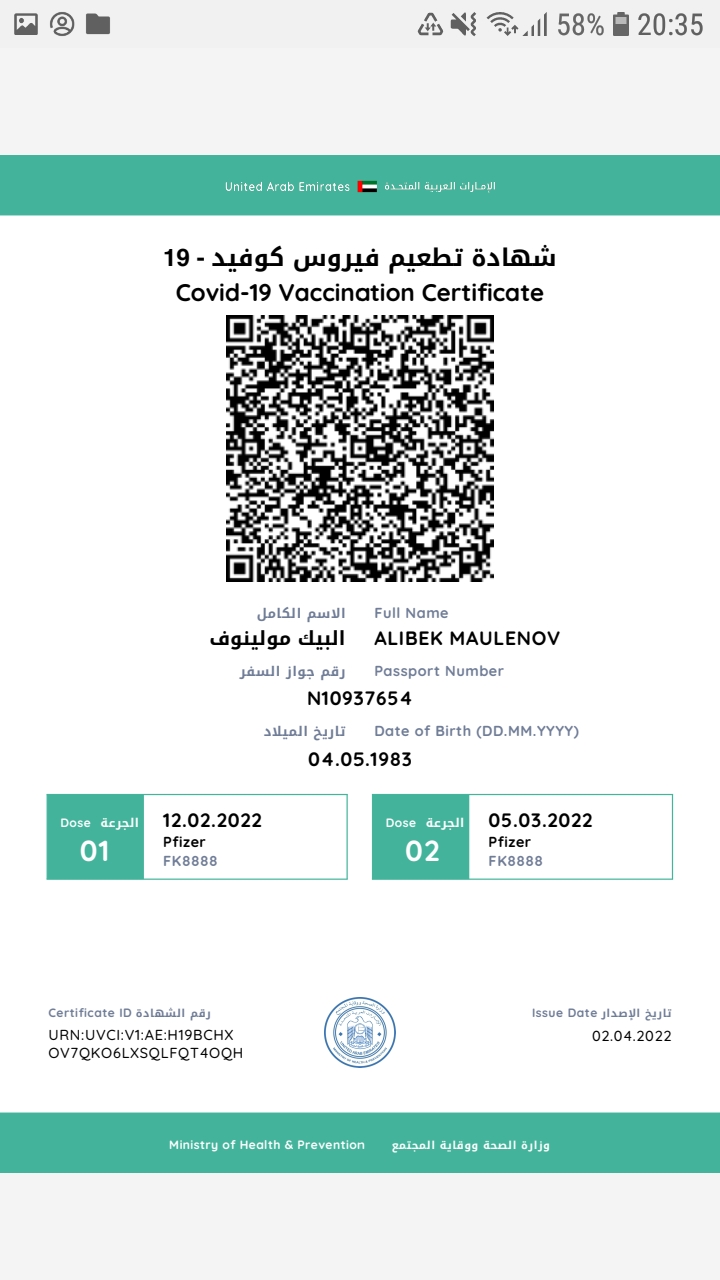 58% 20:35
United Arab Emirates الإمارات العربية المتحدة
شهادة تطعيم فيروس كوفيد - 19
Covid-19 Vaccination Certificate
الاسم الكامل Full Name
البيك مولينوف ALIBEK MAULENOV
رقم جواز السفر Passport Number
N10937654
تاريخ الميلاد Date of Birth (DD.MM.YYYY)
04.05.1983
Dose الجرعة
01
12.02.2022
Pfizer
FK8888
Dose الجرعة
02
05.03.2022
Pfizer
FK8888
Certificate ID رقم الشهادة
URN:UVCI:V1:AE:H19BCHX
OV7QKO6LXSQLFQT4OQH
Issue Date تاريخ الإصدار
02.04.2022
Ministry of Health & Prevention وزارة الصحة ووقاية المجتمع